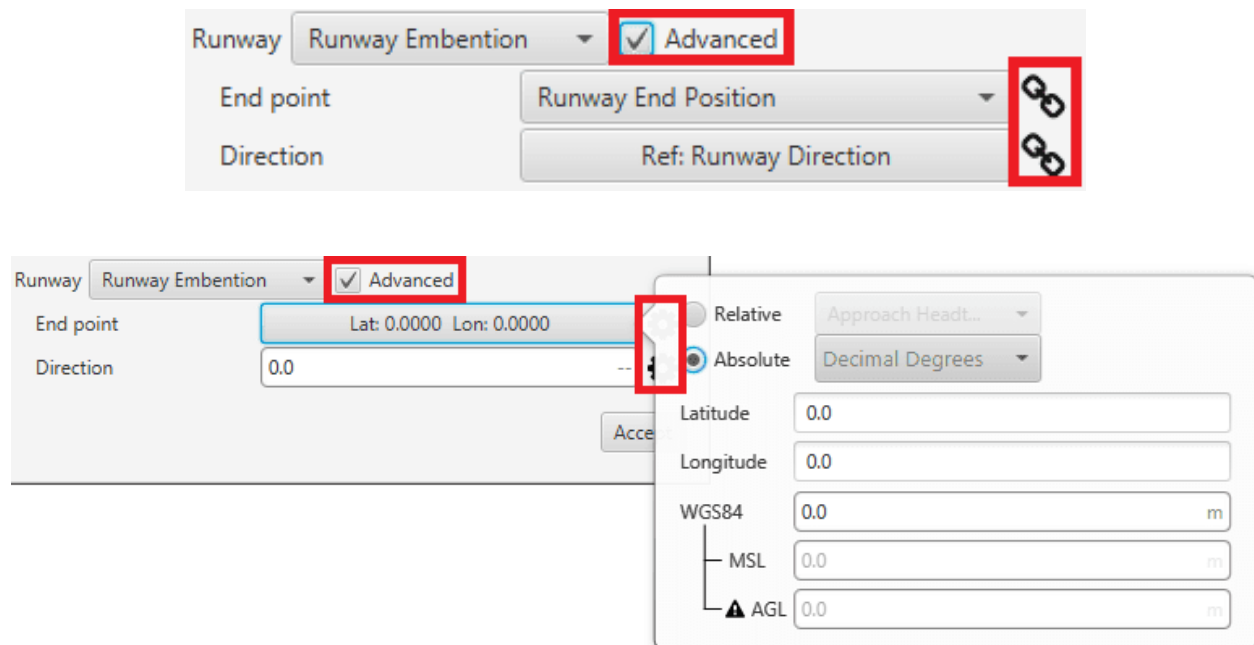 Runway Runway Embention Advanced
End point Runway End Position
Direction Ref: Runway Direction
Runway Runway Embention Advanced
End point Lat: 0.0000 Lon: 0.0000
Direction 0.0 --
Relative Approach Headt...
Absolute Decimal Degrees
Latitude 0.0
Acce
Longitude 0.0
WGS84 0.0 m
MSL 0.0 m
AGL 0.0 m